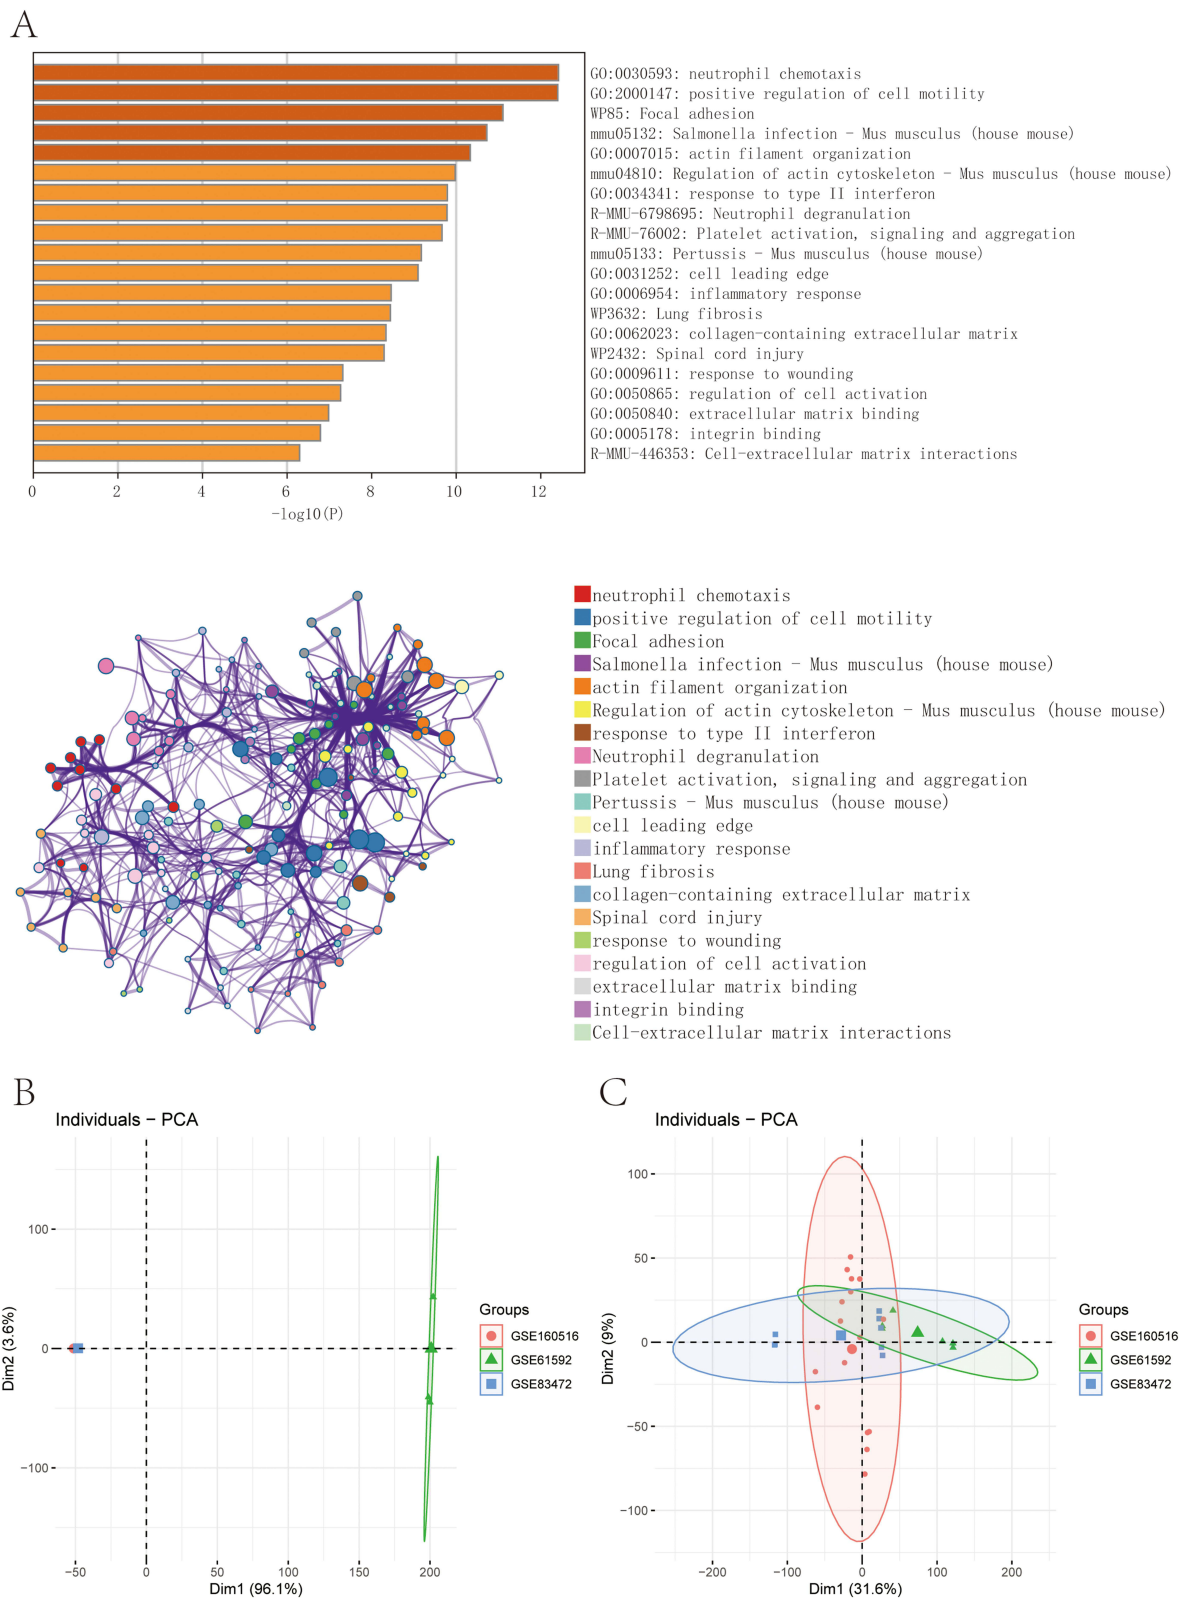 A
GO:0030593: neutrophil chemotaxis
GO:2000147: positive regulation of cell motility
WP85: Focal adhesion
mmu05132: Salmonella infection - Mus musculus (house mouse)
GO:0007015: actin filament organization
mmu04810: Regulation of actin cytoskeleton - Mus musculus (house mouse)
GO:0034341: response to type II interferon
R-MMU-6798695: Neutrophil degranulation
R-MMU-76002: Platelet activation, signaling and aggregation
mmu05133: Pertussis - Mus musculus (house mouse)
GO:0031252: cell leading edge
GO:0006954: inflammatory response
WP3632: Lung fibrosis
GO:0062023: collagen-containing extracellular matrix
WP2432: Spinal cord injury
GO:0009611: response to wounding
GO:0050865: regulation of cell activation
GO:0050840: extracellular matrix binding
GO:0005178: integrin binding
R-MMU-446353: Cell-extracellular matrix interactions
0 2 4 6 8 10 12
-log10(P)
neutrophil chemotaxis
positive regulation of cell motility
Focal adhesion
Salmonella infection - Mus musculus (house mouse)
actin filament organization
Regulation of actin cytoskeleton - Mus musculus (house mouse)
response to type II interferon
Neutrophil degranulation
Platelet activation, signaling and aggregation
Pertussis - Mus musculus (house mouse)
cell leading edge
inflammatory response
Lung fibrosis
collagen-containing extracellular matrix
Spinal cord injury
response to wounding
regulation of cell activation
extracellular matrix binding
integrin binding
Cell-extracellular matrix interactions
B
Individuals - PCA
100
0
-100
Dim2 (3.6%)
-50 0 50 100 150 200
Dim1 (96.1%)
Groups
GSE160516
GSE61592
GSE83472
C
Individuals - PCA
100
50
0
-50
-100
Dim2 (9%)
-200 -100 0 100 200
Dim1 (31.6%)
Groups
GSE160516
GSE61592
GSE83472